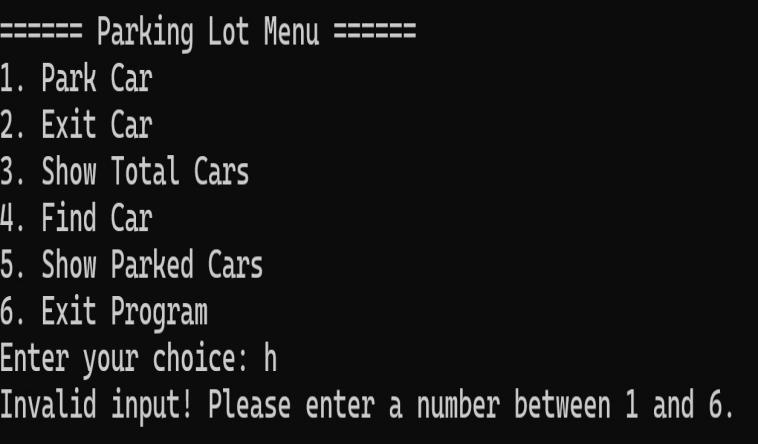 ====== Parking Lot Menu ======
1. Park Car
2. Exit Car
3. Show Total Cars
4. Find Car
5. Show Parked Cars
6. Exit Program
Enter your choice: h
Invalid input! Please enter a number between 1 and 6.